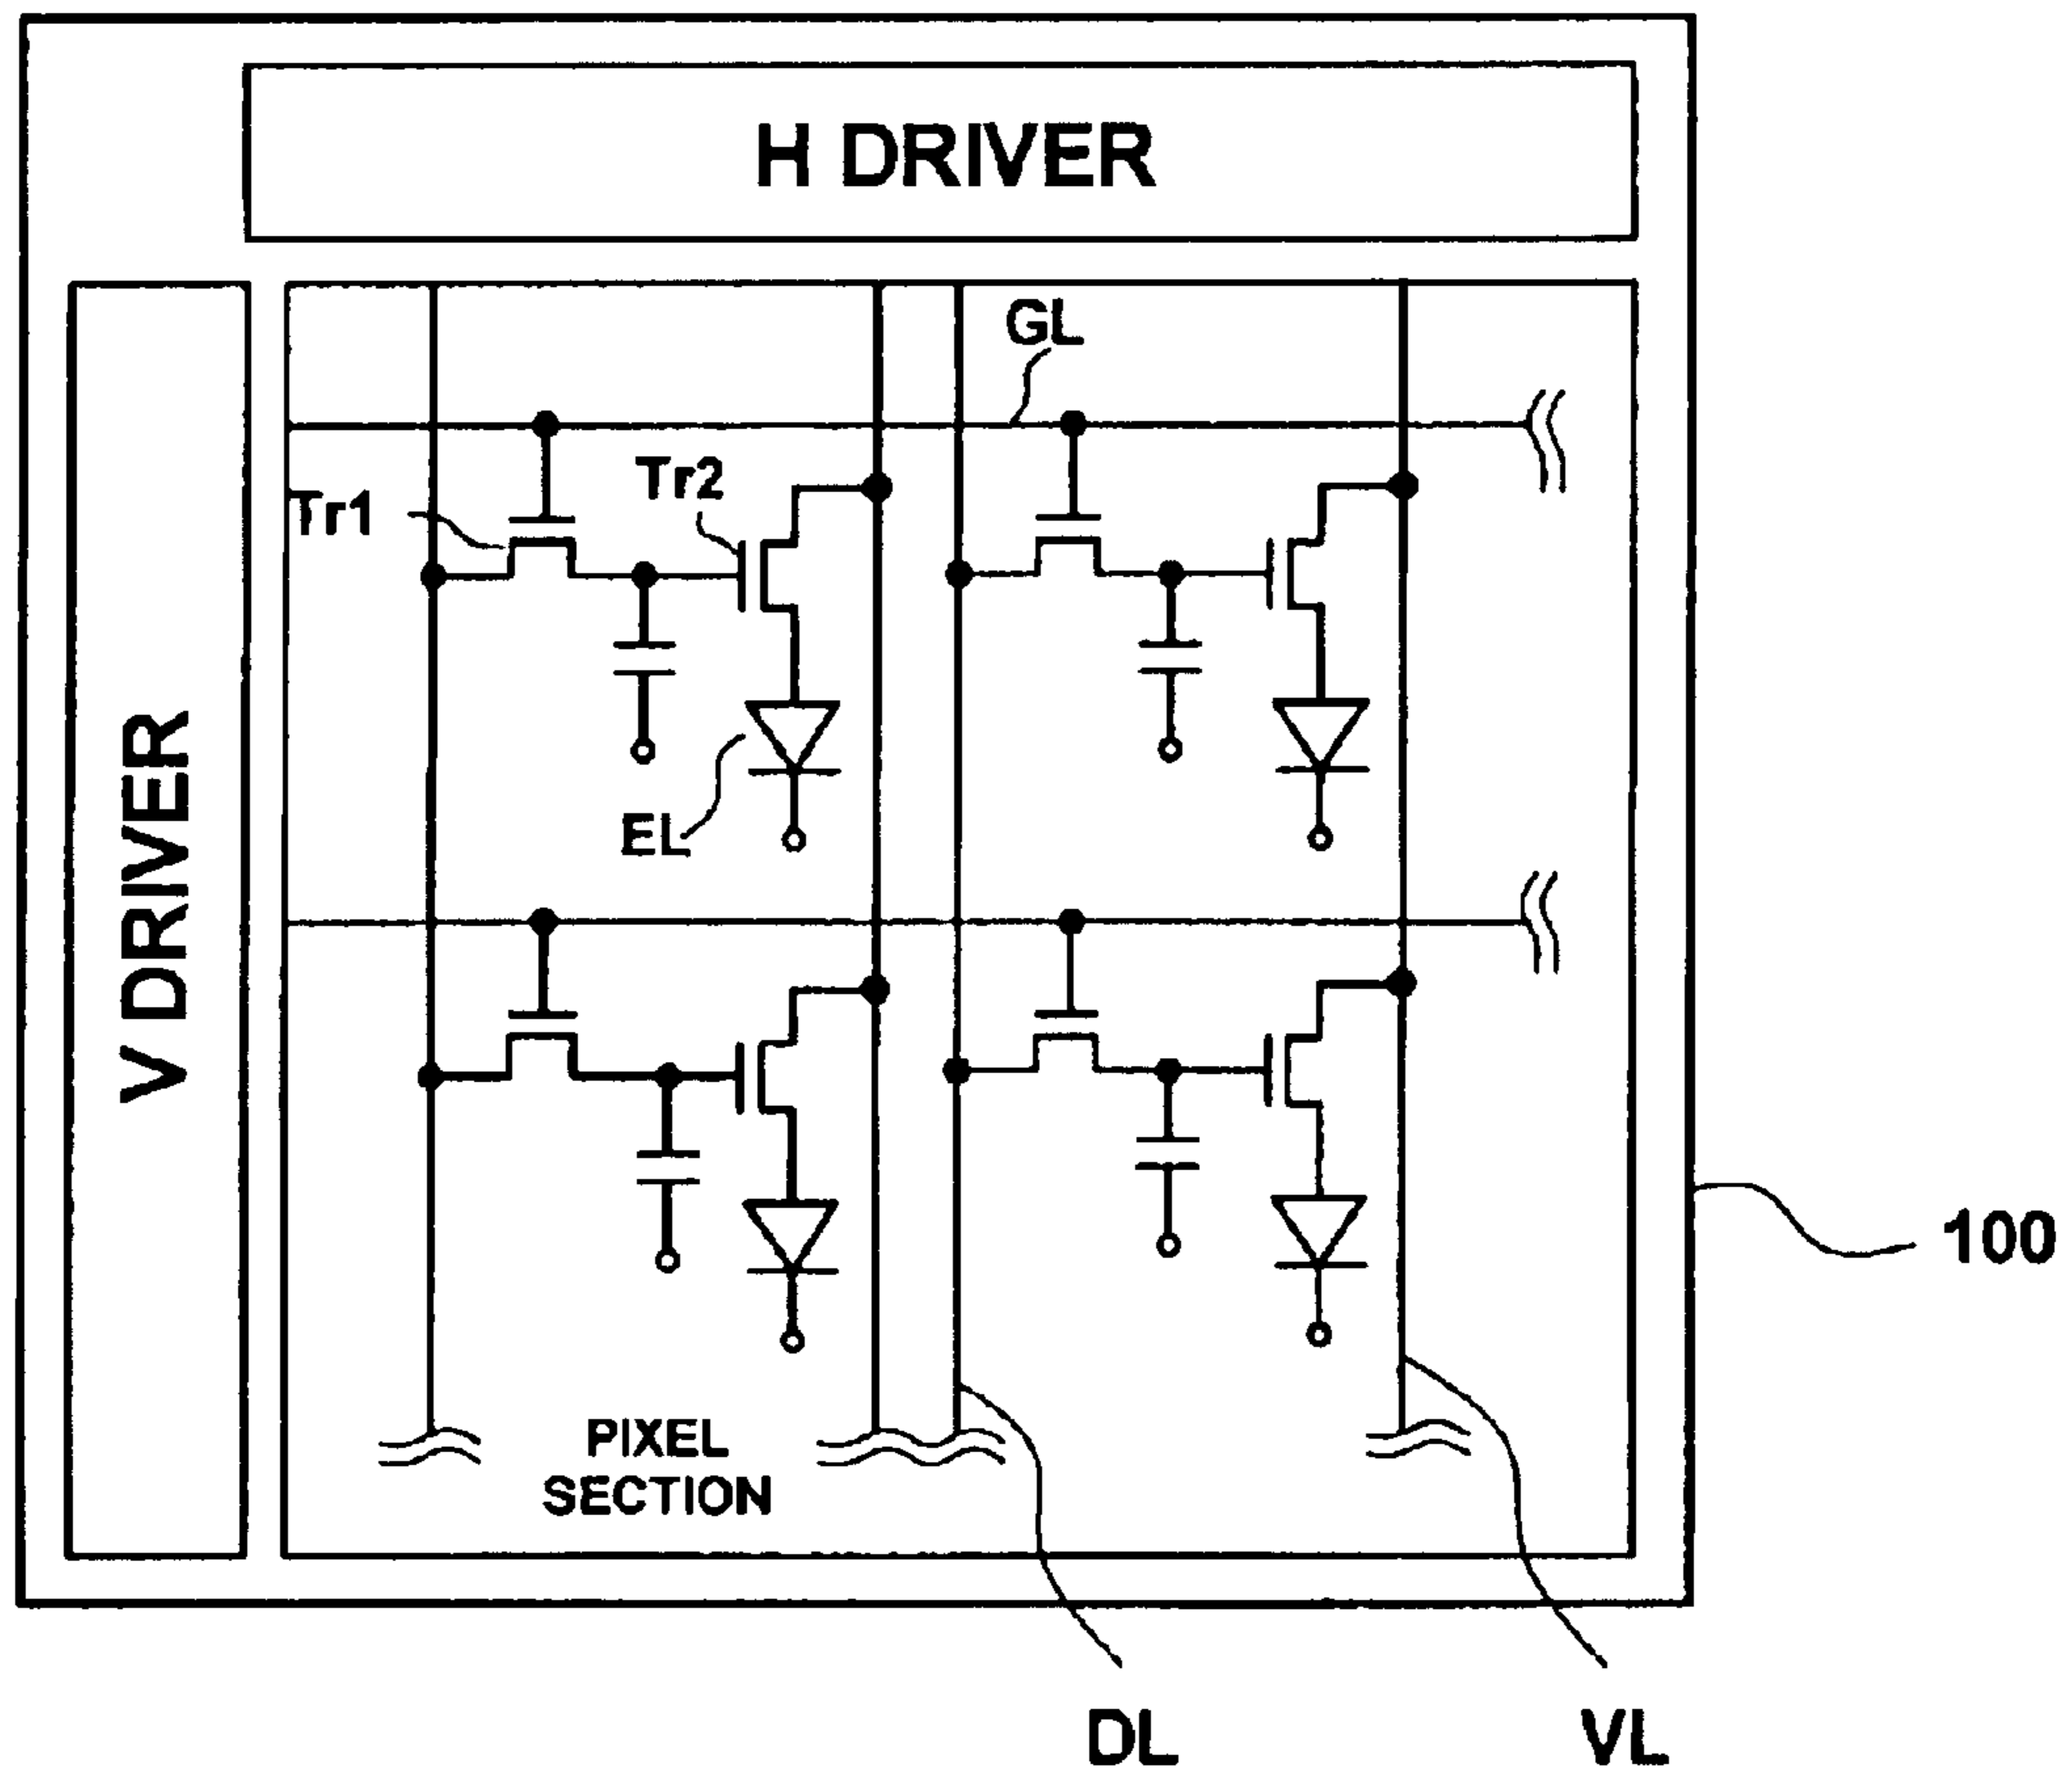 H DRIVER
GL
Tr2
Tr1
V DRIVER
EL
100
PIXEL
SECTION
DL
VL